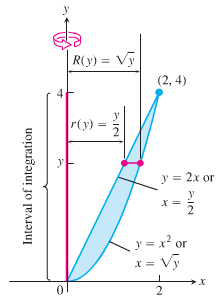 y
R(y) = √y
(2, 4)
4
r(y) = y/2
y
Interval of integration
y = 2x or
x = y/2
y = x² or
x = √y
0
2
x